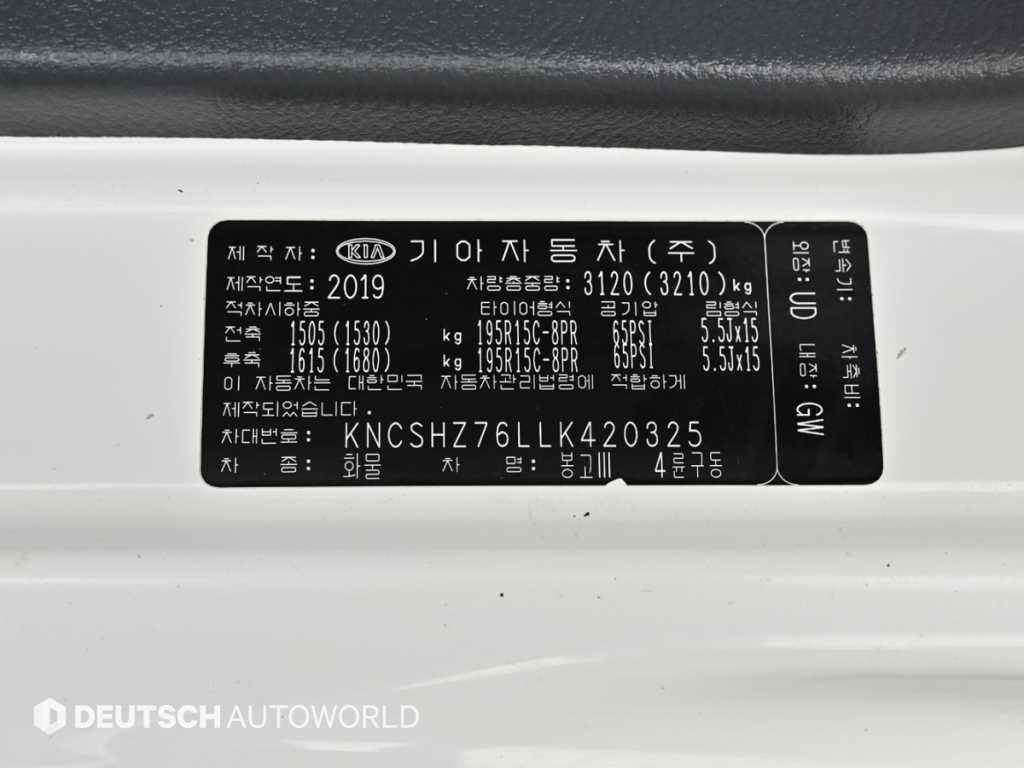 제 작 자: KIA 기아자동차(주)
제작연도: 2019 차량총중량: 3120(3210)kg
적차시하중 타이어형식 공기압 림형식
전축 1505(1530) kg 195R15C-8PR 65PSI 5.5Jx15
후축 1615(1680) kg 195R15C-8PR 65PSI 5.5Jx15
이 자동차는 대한민국 자동차관리법령에 적합하게
제작되었습니다.
차대번호: KNCSHZ76LLK420325
차 종: 화물 차 명: 봉고III 4륜구동
변속기: 차축비:
외장: UD 내장: GW
DEUTSCH AUTOWORLD